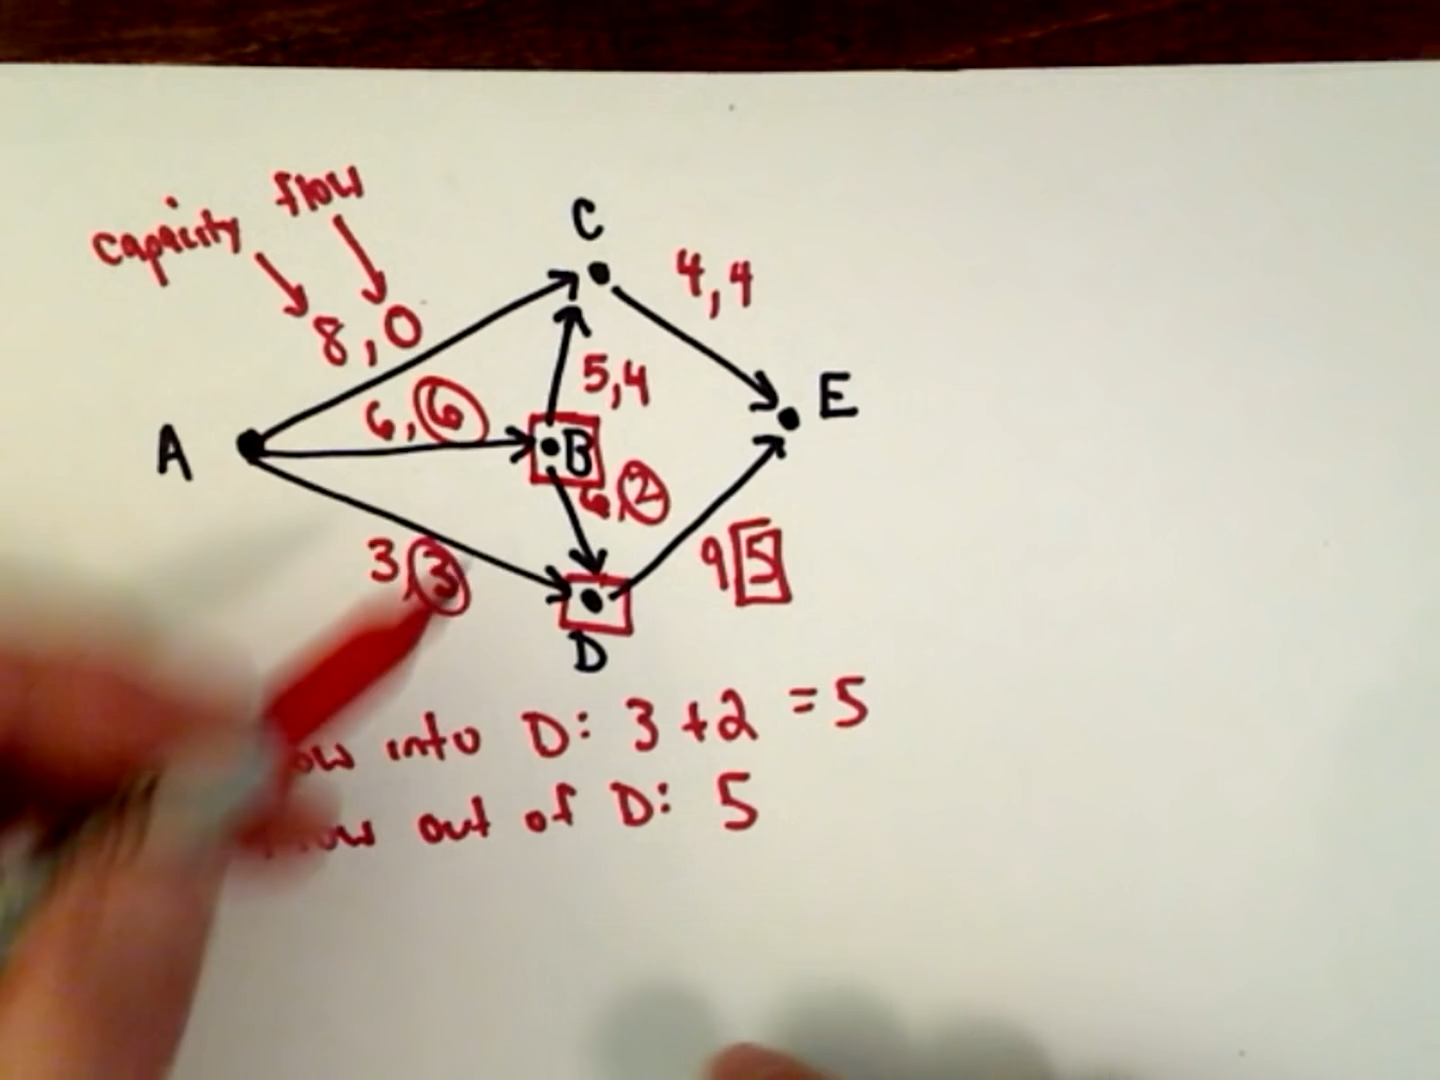 flow
capacity
C
4,4
8,0
5,4
E
6,6
A
B
6,2
3,3
9 5
D
into D: 3+2 =5
out of D: 5